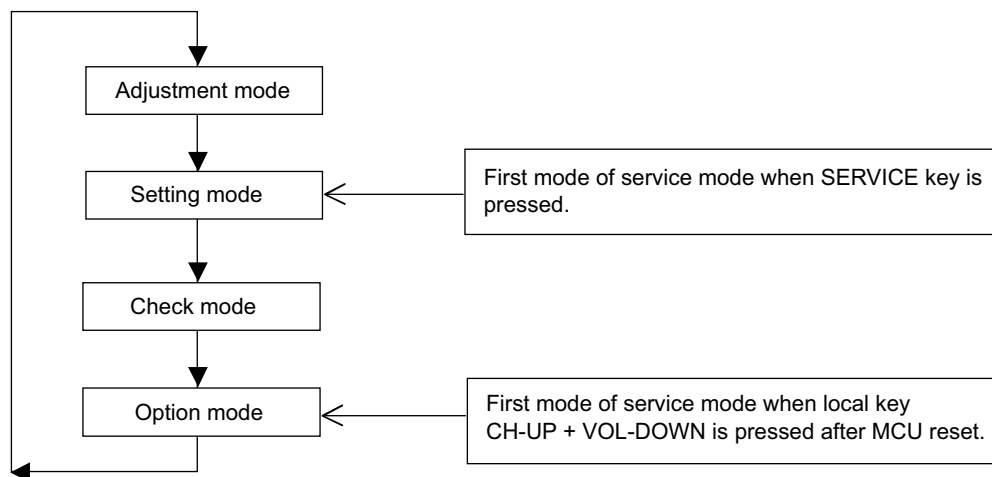 Adjustment mode
Setting mode
First mode of service mode when SERVICE key is
pressed.
Check mode
Option mode
First mode of service mode when local key
CH-UP + VOL-DOWN is pressed after MCU reset.